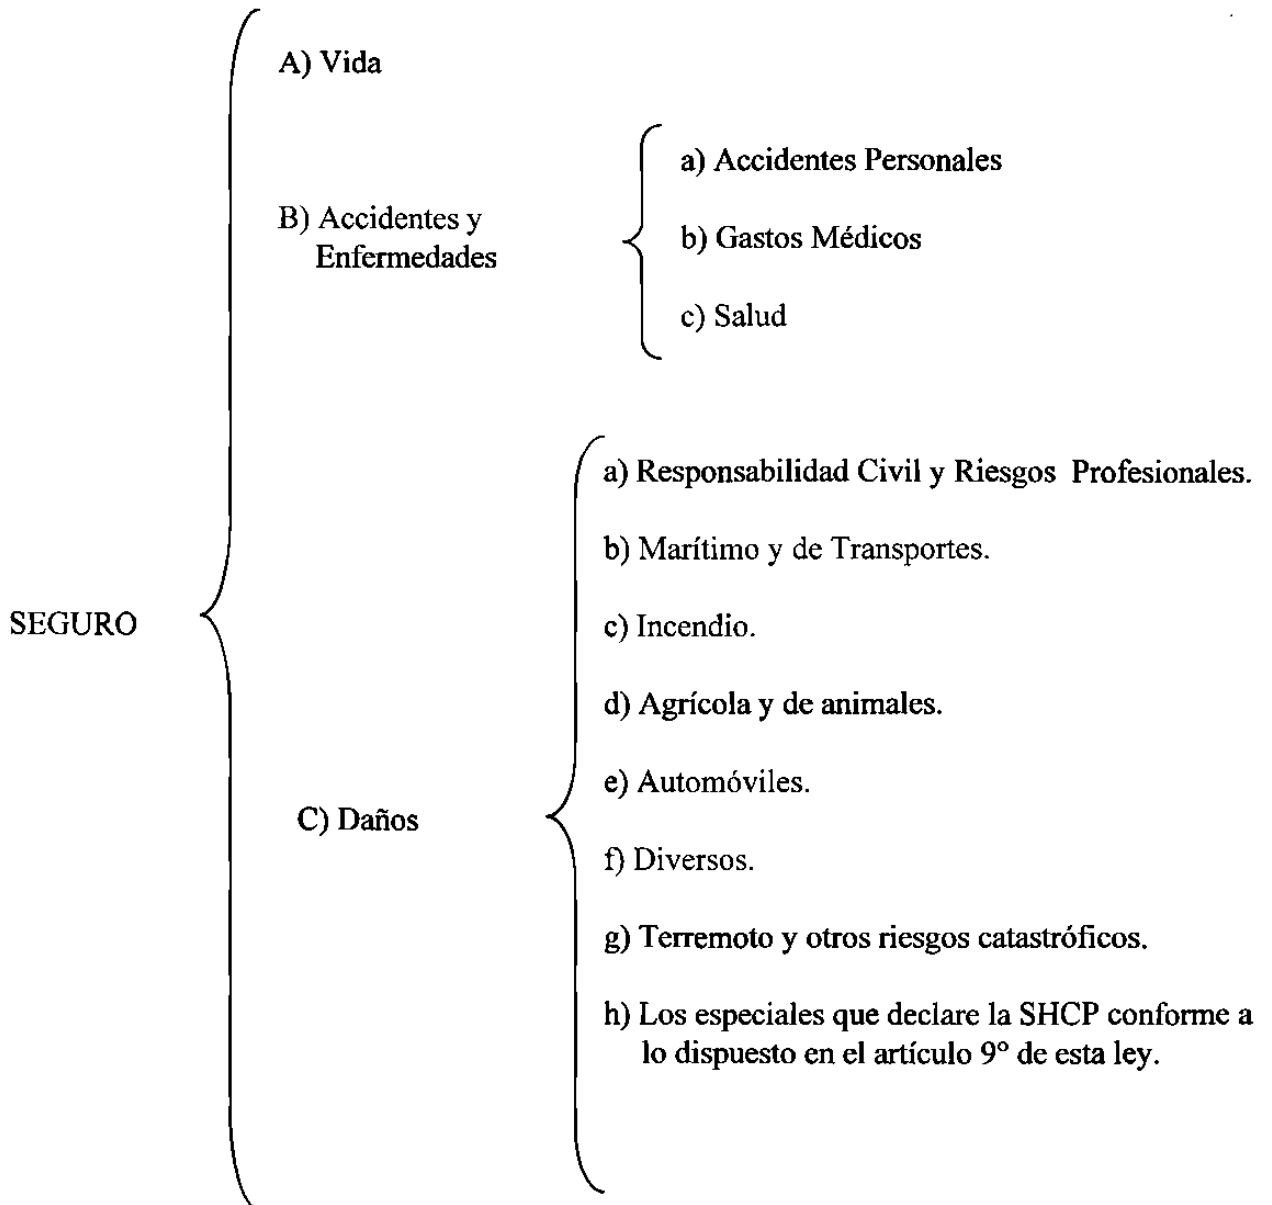 SEGURO
A) Vida
B) Accidentes y
Enfermedades
a) Accidentes Personales
b) Gastos Médicos
c) Salud
C) Daños
a) Responsabilidad Civil y Riesgos Profesionales.
b) Marítimo y de Transportes.
c) Incendio.
d) Agrícola y de animales.
e) Automóviles.
f) Diversos.
g) Terremoto y otros riesgos catastróficos.
h) Los especiales que declare la SHCP conforme a
lo dispuesto en el artículo 9º de esta ley.